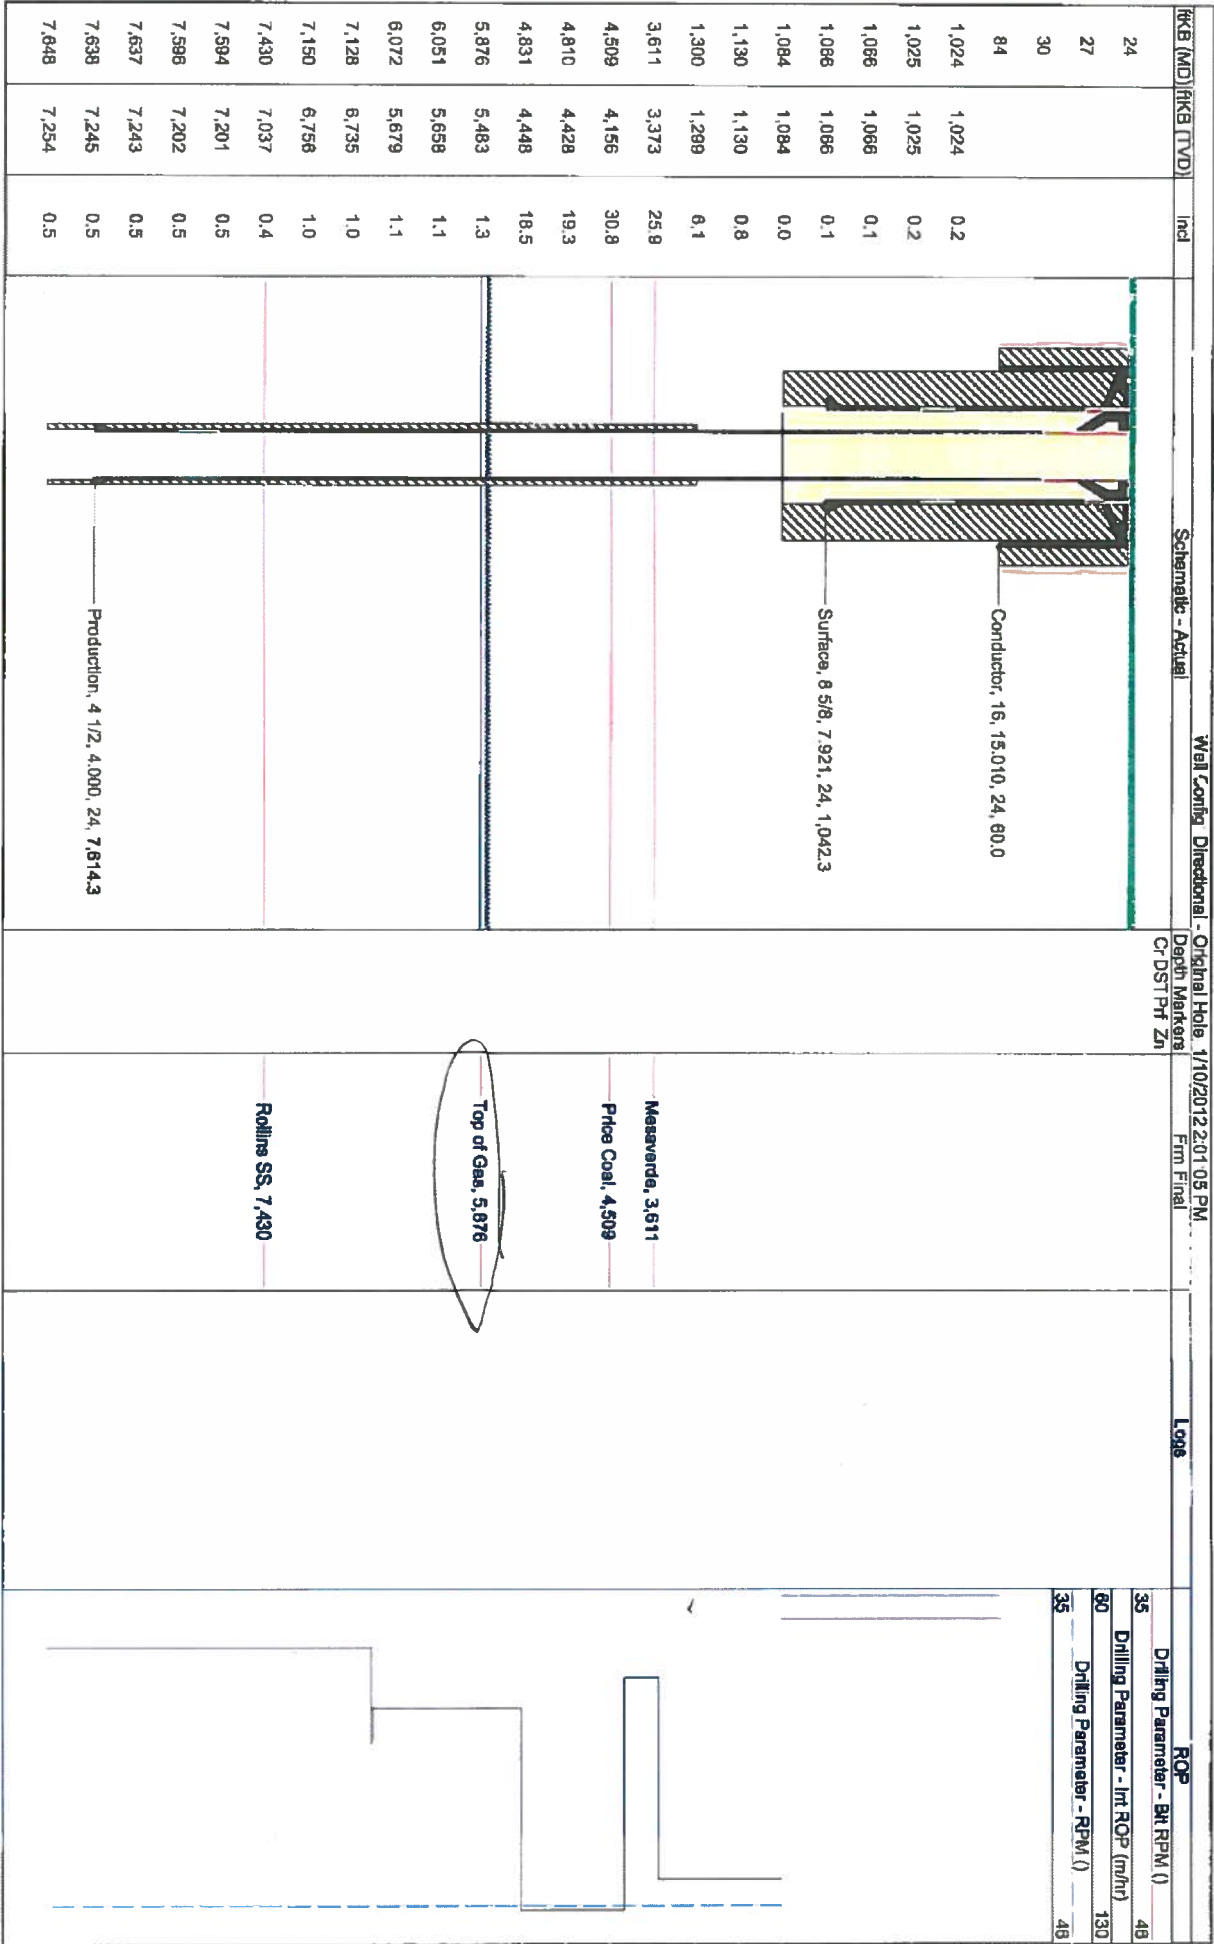 Well Config Directional - Original Hole, 1/10/2012 2:01:05 PM
ftKB (MD) ftKB (TVD) Incl Schematic - Actual Depth Markers Frm Final Logs ROP
Cr DST Prf Zn
Drilling Parameter - Bit RPM ()
35 46
Drilling Parameter - Int ROP (m/hr)
60 130
Drilling Parameter - RPM ()
35 46
24
27
30
84
1,024 1,024 0.2
1,025 1,025 0.2
1,066 1,066 0.1
1,066 1,066 0.1
1,084 1,084 0.0
1,130 1,130 0.8
1,300 1,299 6.1
3,611 3,373 25.9
4,509 4,156 30.8
4,810 4,428 19.3
4,831 4,448 18.5
5,876 5,483 1.3
6,051 5,658 1.1
6,072 5,679 1.1
7,128 6,735 1.0
7,150 6,756 1.0
7,430 7,037 0.4
7,594 7,201 0.5
7,596 7,202 0.5
7,637 7,243 0.5
7,638 7,245 0.5
7,648 7,254 0.5
Conductor, 16, 15.010, 24, 60.0
Surface, 8 5/8, 7.921, 24, 1,042.3
Production, 4 1/2, 4.000, 24, 7,614.3
Mesaverde, 3,611
Price Coal, 4,509
Top of Gas, 5,876
Rollins SS, 7,430